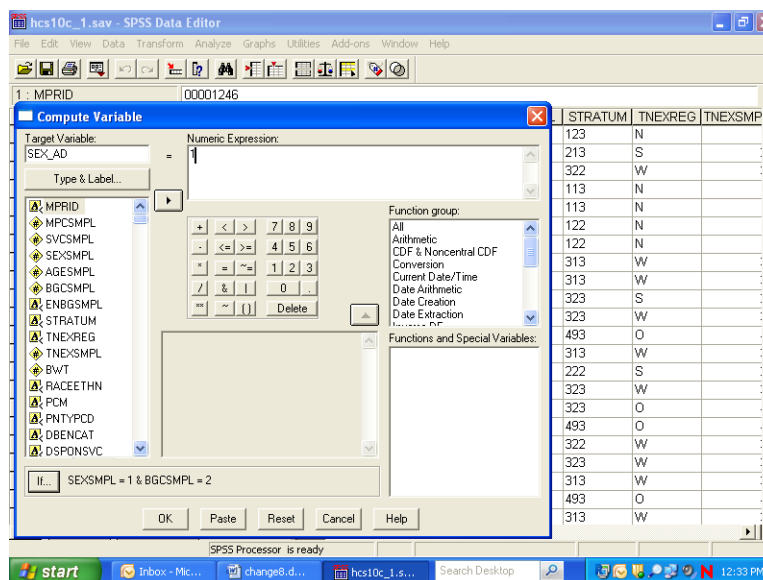 hcs10c_1.sav - SPSS Data Editor
File Edit View Data Transform Analyze Graphs Utilities Add-ons Window Help
1 : MPRID 00001246
Compute Variable
STRATUM TNEXREG TNEXSMP
Target Variable: Numeric Expression:
SEX_AD = 1
Type & Label...
MPRID
MPCSMPL
SVCSMPL
SEXSMPL
AGESMPL
BGCSMPL
ENBGSMPL
STRATUM
TNEXREG
TNEXSMPL
BWT
RACEETHN
PCM
PNTYPCD
DBENCAT
DSPONSVC
+ < > 7 8 9
- <= >= 4 5 6
* = ~= 1 2 3
/ & | 0 .
** ~ () Delete
Function group:
All
Arithmetic
CDF & Noncentral CDF
Conversion
Current Date/Time
Date Arithmetic
Date Creation
Date Extraction
Functions and Special Variables:
If... SEXSMPL = 1 & BGCSMPL = 2
OK Paste Reset Cancel Help
123 N
213 S
322 W
113 N
113 N
122 N
122 N
313 W
313 W
323 S
323 W
493 O
313 W
222 S
323 W
323 O
493 O
322 W
323 W
313 W
493 O
313 W
SPSS Processor is ready
start Inbox - Mic... change8.d... hcs10c_1.s... Search Desktop 12:33 PM